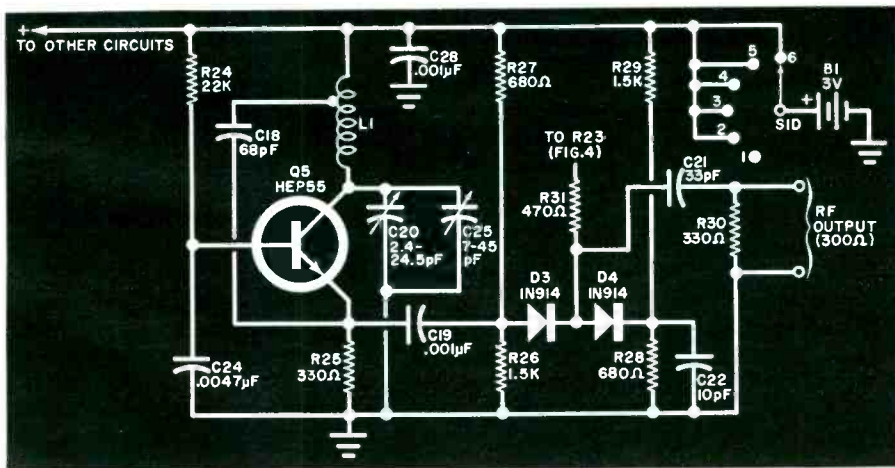 +
TO OTHER CIRCUITS
R24
22K
C18
68pF
L1
C28
.001µF
R27
680Ω
R29
1.5K
5
6
4
3
2
1
S1D
B1
3V
+
Q5
HEP55
C20
2.4-
24.5pF
C25
7-45
pF
TO R23
(FIG.4)
R31
470Ω
C21
33pF
R30
330Ω
RF
OUTPUT
(300Ω)
D3
1N914
D4
1N914
C24
.0047µF
R25
330Ω
C19
.001µF
R26
1.5K
R28
680Ω
C22
10pF